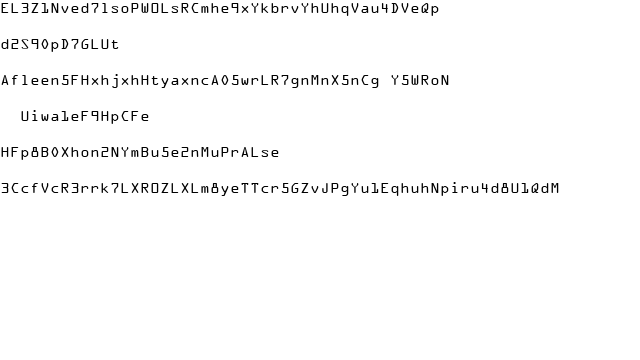 EL3Z1Nved7lsoPWOLsRCmhe9xYkbrvYhUhqVau4DVeQp
d2S90pD7GLUt
Afleen5FHxhjxhHtyaxncA05wrLR7gnMnX5nCg Y5WRoN
Uiwa1eF9HpCFe
HFp8B0Xhon2NYmBu5e2nMuPrALse
3CcfVcR3rrk7LXROZLXLm8yeTTcr5GZvJPgYu1EqhuhNpiru4d8U1QdM